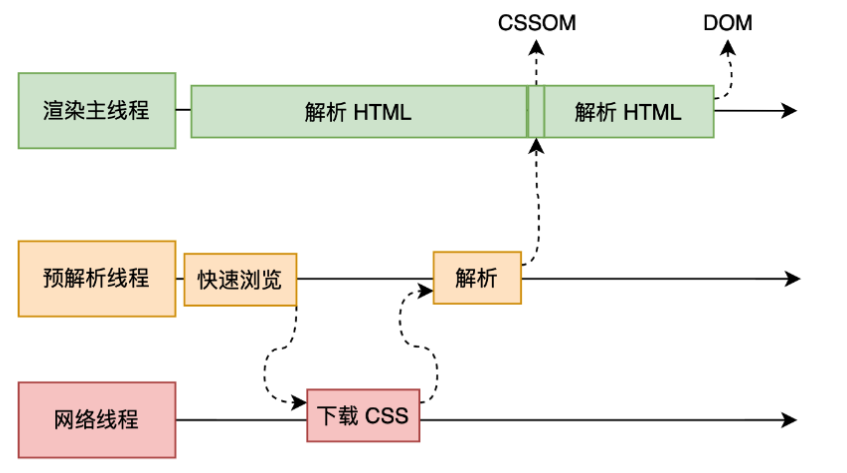 CSSOM
DOM
渲染主线程
解析 HTML
解析 HTML
预解析线程
快速浏览
解析
网络线程
下载 CSS